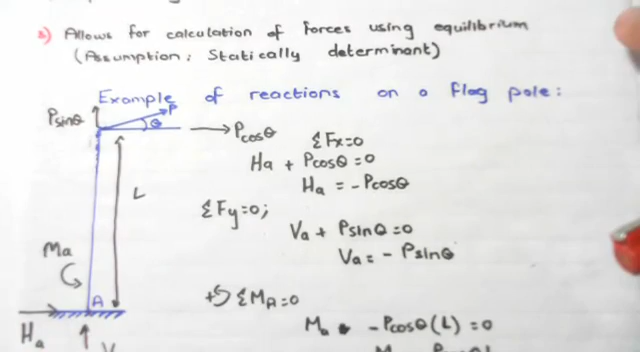 3) Allows for calculation of forces using equilibrium
(Assumption: Statically determinant)
Example of reactions on a flag pole:
Psinθ
P
θ
Pcosθ
ΣFx=0
Ha + Pcosθ=0
Ha = -Pcosθ
L
ΣFy=0;
Va + Psinθ=0
Va = - Psinθ
Ma
A
+↺ ΣMA=0
Ma -Pcosθ(L) = 0
Ha